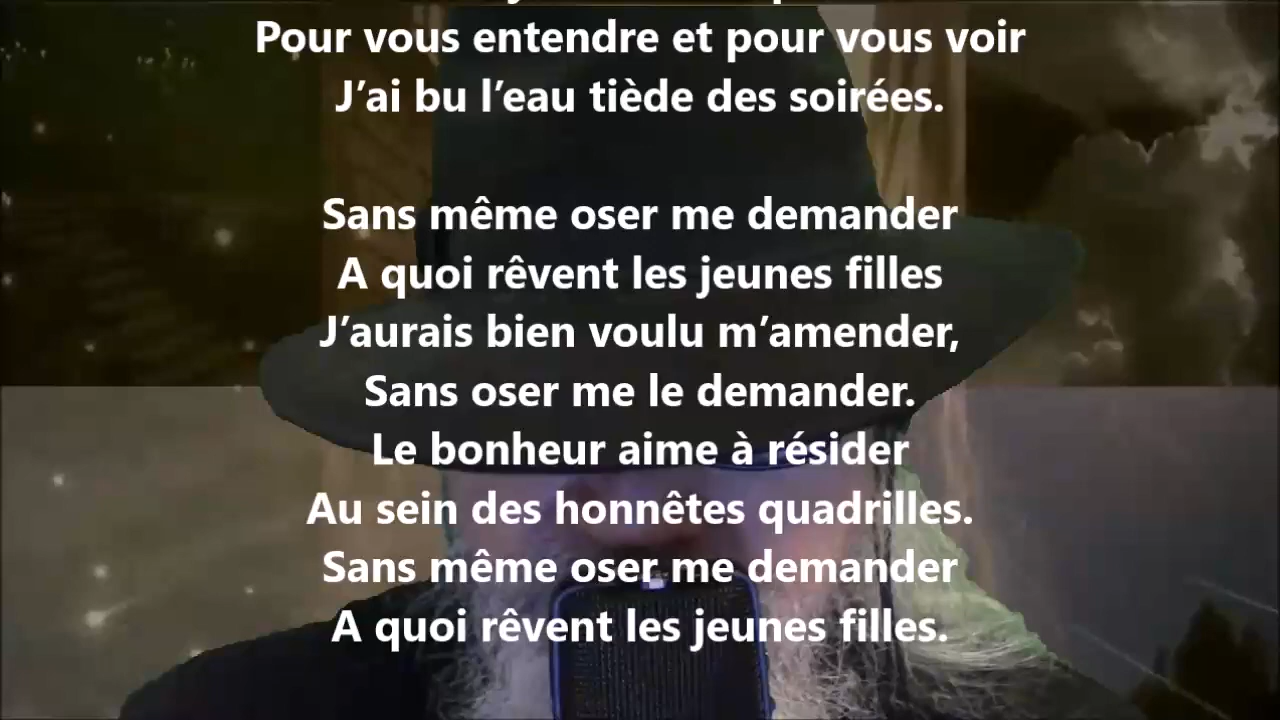 Pour vous entendre et pour vous voir
J’ai bu l’eau tiède des soirées.
Sans même oser me demander
A quoi rêvent les jeunes filles
J’aurais bien voulu m’amender,
Sans oser me le demander.
Le bonheur aime à résider
Au sein des honnêtes quadrilles.
Sans même oser me demander
A quoi rêvent les jeunes filles.